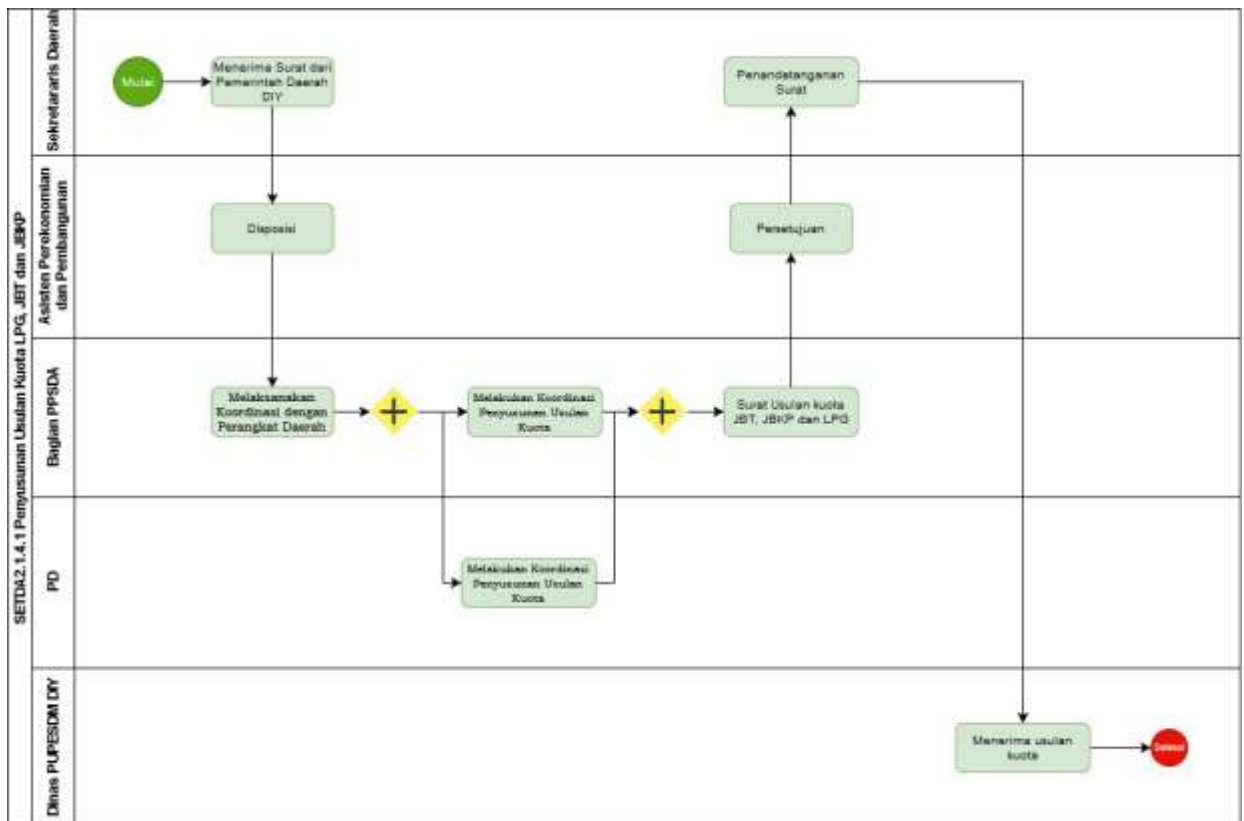 SETDA2.1.4.1 Penyusunan Usulan Kuota LPG, JBT dan JBKP
Sekretararis Daerah
Mulai
Menerima Surat dari
Pemerintah Daerah
DIY
Penandatanganan
Surat
Asisten Perekonomian
dan Pembangunan
Disposisi
Persetujuan
Bagian PPSDA
Melaksanakan
Koordinasi dengan
Perangkat Daerah
Melakukan Koordinasi
Penyusunan Usulan
Kuota
Surat Usulan kuota
JBT, JBKP dan LPG
PD
Melakukan Koordinasi
Penyusunan Usulan
Kuota
Dinas PUPESDM DIY
Menerima usulan
kuota
Selesai